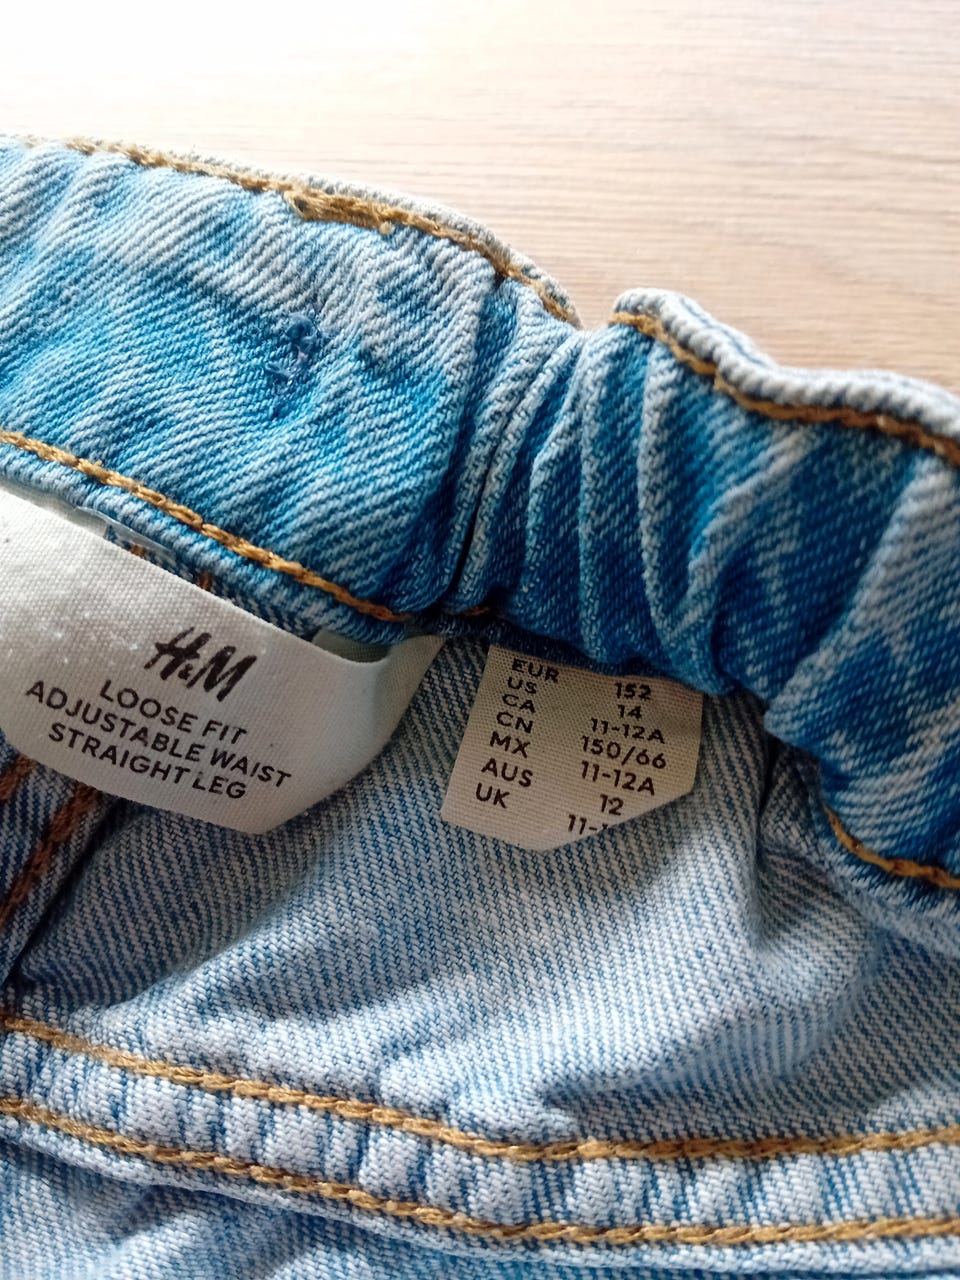 H&M
LOOSE FIT
ADJUSTABLE WAIST
STRAIGHT LEG
EUR 152
US 14
CA 11-12A
CN 150/66
MX 11-12A
AUS 12
UK 11-